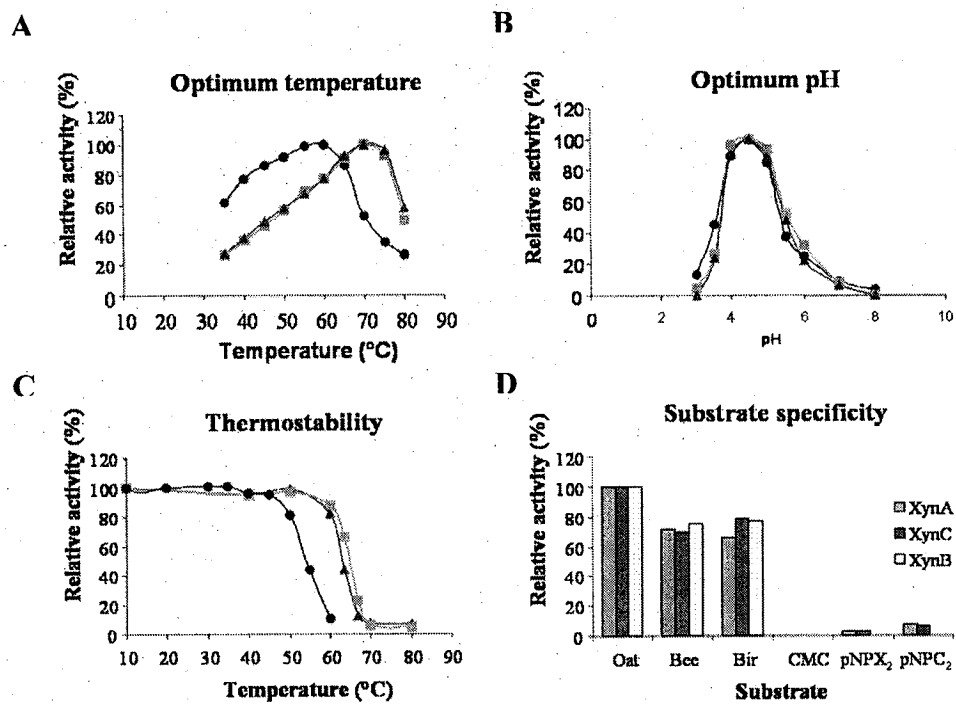 A
Optimum temperature
Relative activity (%)
120
100
80
60
40
20
0
10 20 30 40 50 60 70 80 90
Temperature (°C)
B
Optimum pH
Relative activity (%)
120
100
80
60
40
20
0
0 2 4 6 8 10
pH
C
Thermostability
Relative activity (%)
120
100
80
60
40
20
0
10 20 30 40 50 60 70 80 90
Temperature (°C)
D
Substrate specificity
Relative activity (%)
120
100
80
60
40
20
0
XynA
XynC
XynB
Oat Bee Bir CMC pNPX₂ pNPC₂
Substrate